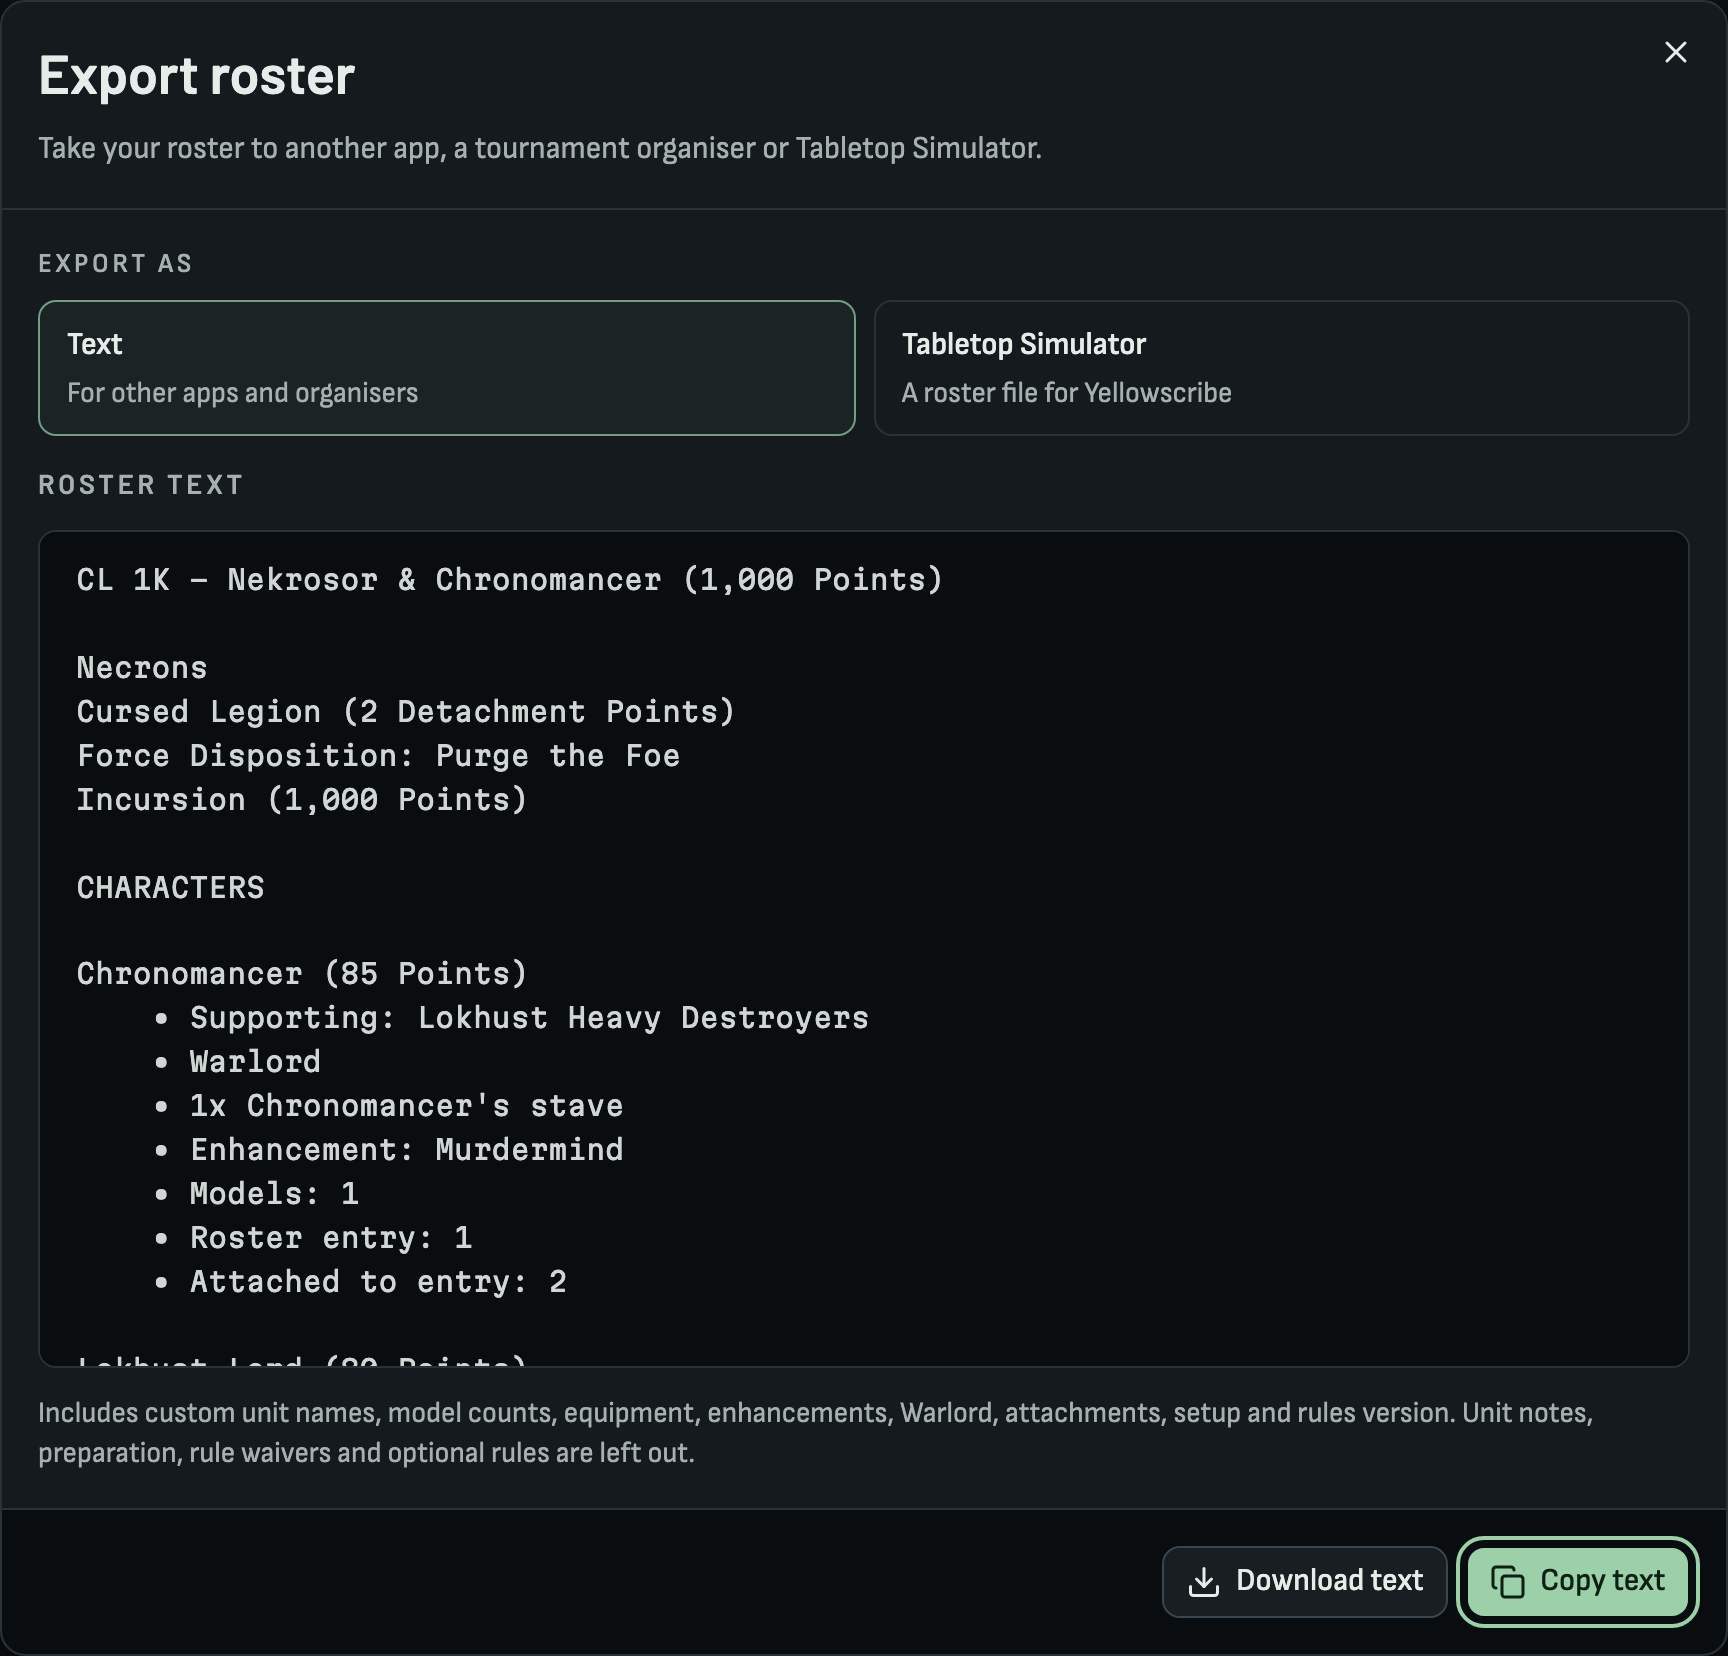 Export roster
Take your roster to another app, a tournament organiser or Tabletop Simulator.
EXPORT AS
Text
For other apps and organisers
Tabletop Simulator
A roster file for Yellowscribe
ROSTER TEXT
CL 1K – Nekrosor & Chronomancer (1,000 Points)
Necrons
Cursed Legion (2 Detachment Points)
Force Disposition: Purge the Foe
Incursion (1,000 Points)
CHARACTERS
Chronomancer (85 Points)
• Supporting: Lokhust Heavy Destroyers
• Warlord
• 1x Chronomancer's stave
• Enhancement: Murdermind
• Models: 1
• Roster entry: 1
• Attached to entry: 2
Lokhust Lord (80 Points)
Includes custom unit names, model counts, equipment, enhancements, Warlord, attachments, setup and rules version. Unit notes,
preparation, rule waivers and optional rules are left out.
Download text
Copy text